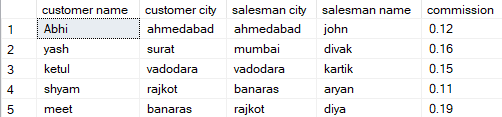 customer name customer city salesman city salesman name commission
1 Abhi ahmedabad ahmedabad john 0.12
2 yash surat mumbai divak 0.16
3 ketul vadodara vadodara kartik 0.15
4 shyam rajkot banaras aryan 0.11
5 meet banaras rajkot diya 0.19